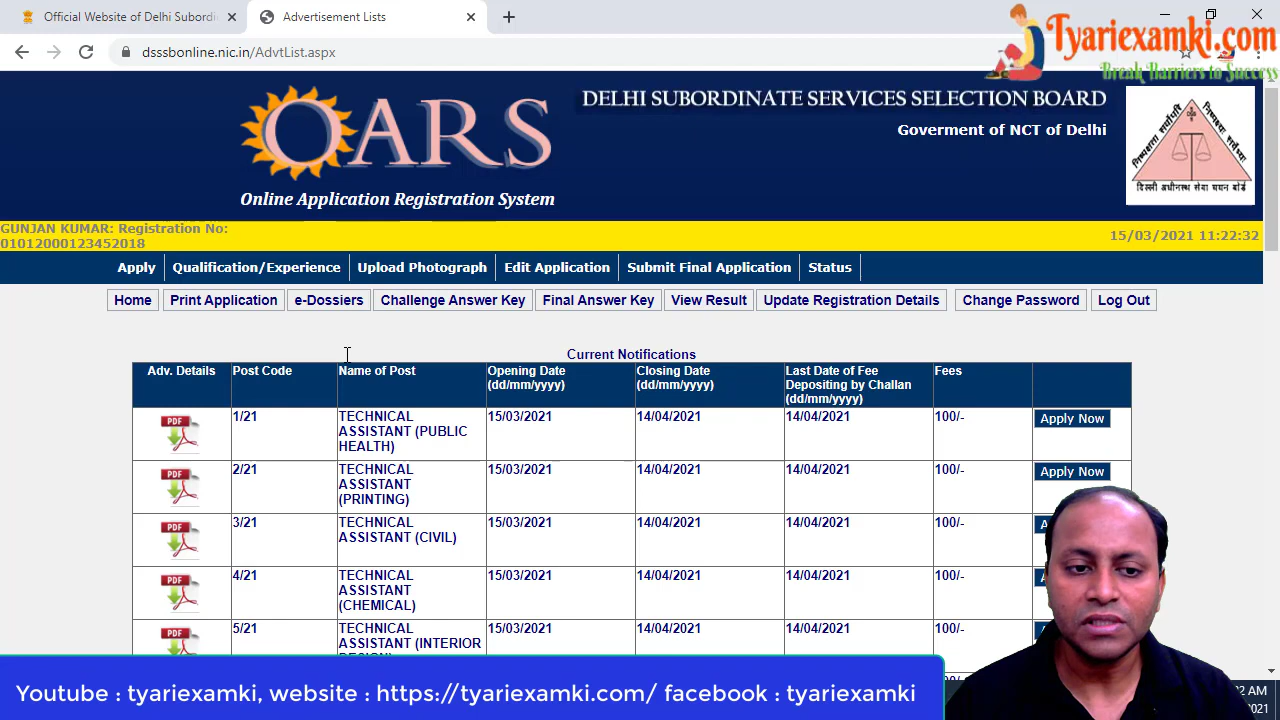 Official Website of Delhi Subordi
Advertisement Lists
Tyariexamki.com
dsssbonline.nic.in/AdvtList.aspx
Break Barriers to Success
OARS
Online Application Registration System
DELHI SUBORDINATE SERVICES SELECTION BOARD
Goverment of NCT of Delhi
दिल्ली अधीनस्थ सेवा चयन बोर्ड
GUNJAN KUMAR: Registration No:
01012000123452018
15/03/2021 11:22:32
Apply Qualification/Experience Upload Photograph Edit Application Submit Final Application Status
Home Print Application e-Dossiers Challenge Answer Key Final Answer Key View Result Update Registration Details Change Password Log Out
Current Notifications
Adv. Details Post Code Name of Post Opening Date (dd/mm/yyyy) Closing Date (dd/mm/yyyy) Last Date of Fee Depositing by Challan (dd/mm/yyyy) Fees
PDF 1/21 TECHNICAL ASSISTANT (PUBLIC HEALTH) 15/03/2021 14/04/2021 14/04/2021 100/- Apply Now
PDF 2/21 TECHNICAL ASSISTANT (PRINTING) 15/03/2021 14/04/2021 14/04/2021 100/- Apply Now
PDF 3/21 TECHNICAL ASSISTANT (CIVIL) 15/03/2021 14/04/2021 14/04/2021 100/-
PDF 4/21 TECHNICAL ASSISTANT (CHEMICAL) 15/03/2021 14/04/2021 14/04/2021 100/-
PDF 5/21 TECHNICAL ASSISTANT (INTERIOR 15/03/2021 14/04/2021 14/04/2021 100/-
Youtube : tyariexamki, website : https://tyariexamki.com/ facebook : tyariexamki